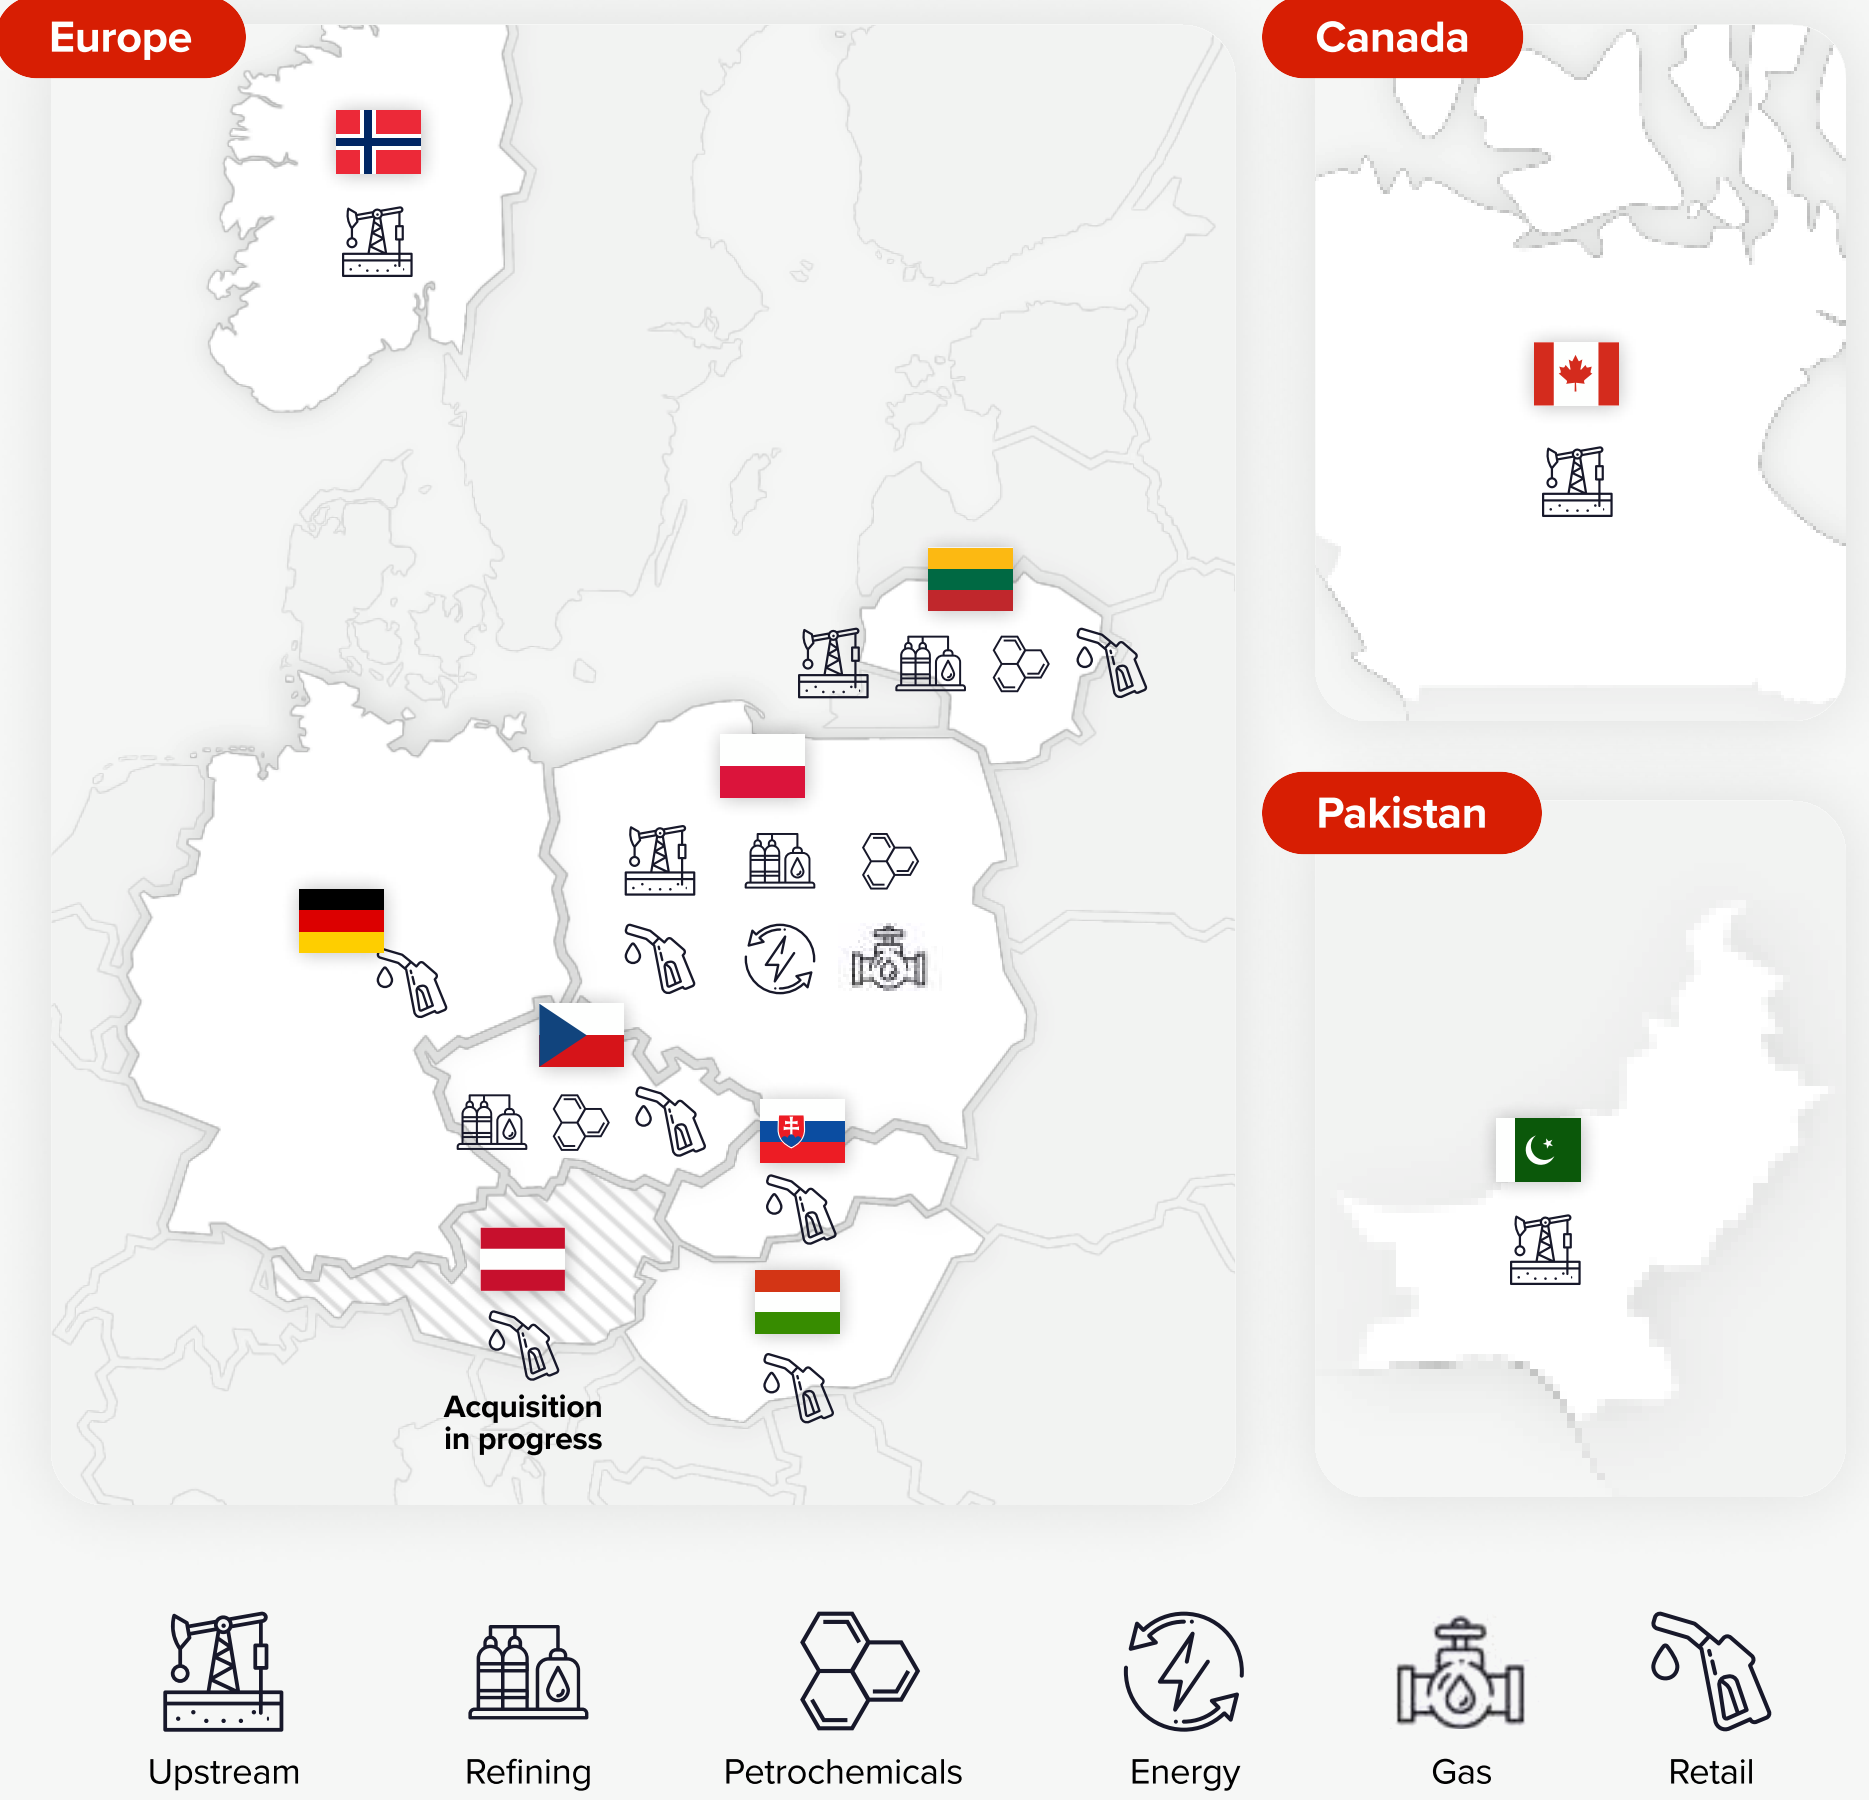 Europe
Canada
Pakistan
Acquisition
in progress
Upstream
Refining
Petrochemicals
Energy
Gas
Retail